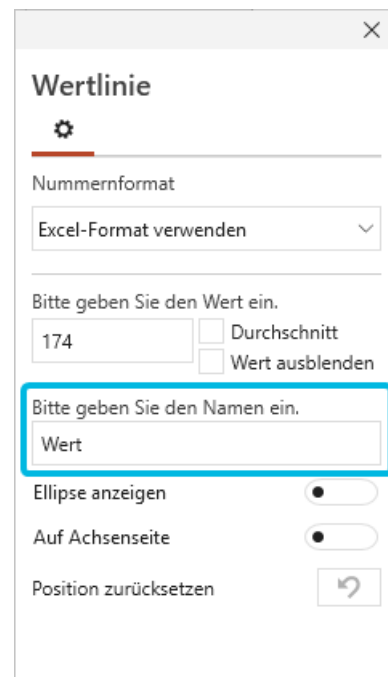 Wertlinie
Nummernformat
Excel-Format verwenden
Bitte geben Sie den Wert ein.
174
Durchschnitt
Wert ausblenden
Bitte geben Sie den Namen ein.
Wert
Ellipse anzeigen
Auf Achsenseite
Position zurücksetzen